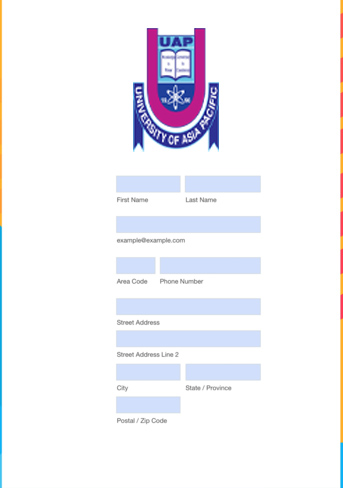 UAP
UNIVERSITY OF ASIA PACIFIC
First Name
Last Name
example@example.com
Area Code
Phone Number
Street Address
Street Address Line 2
City
State / Province
Postal / Zip Code